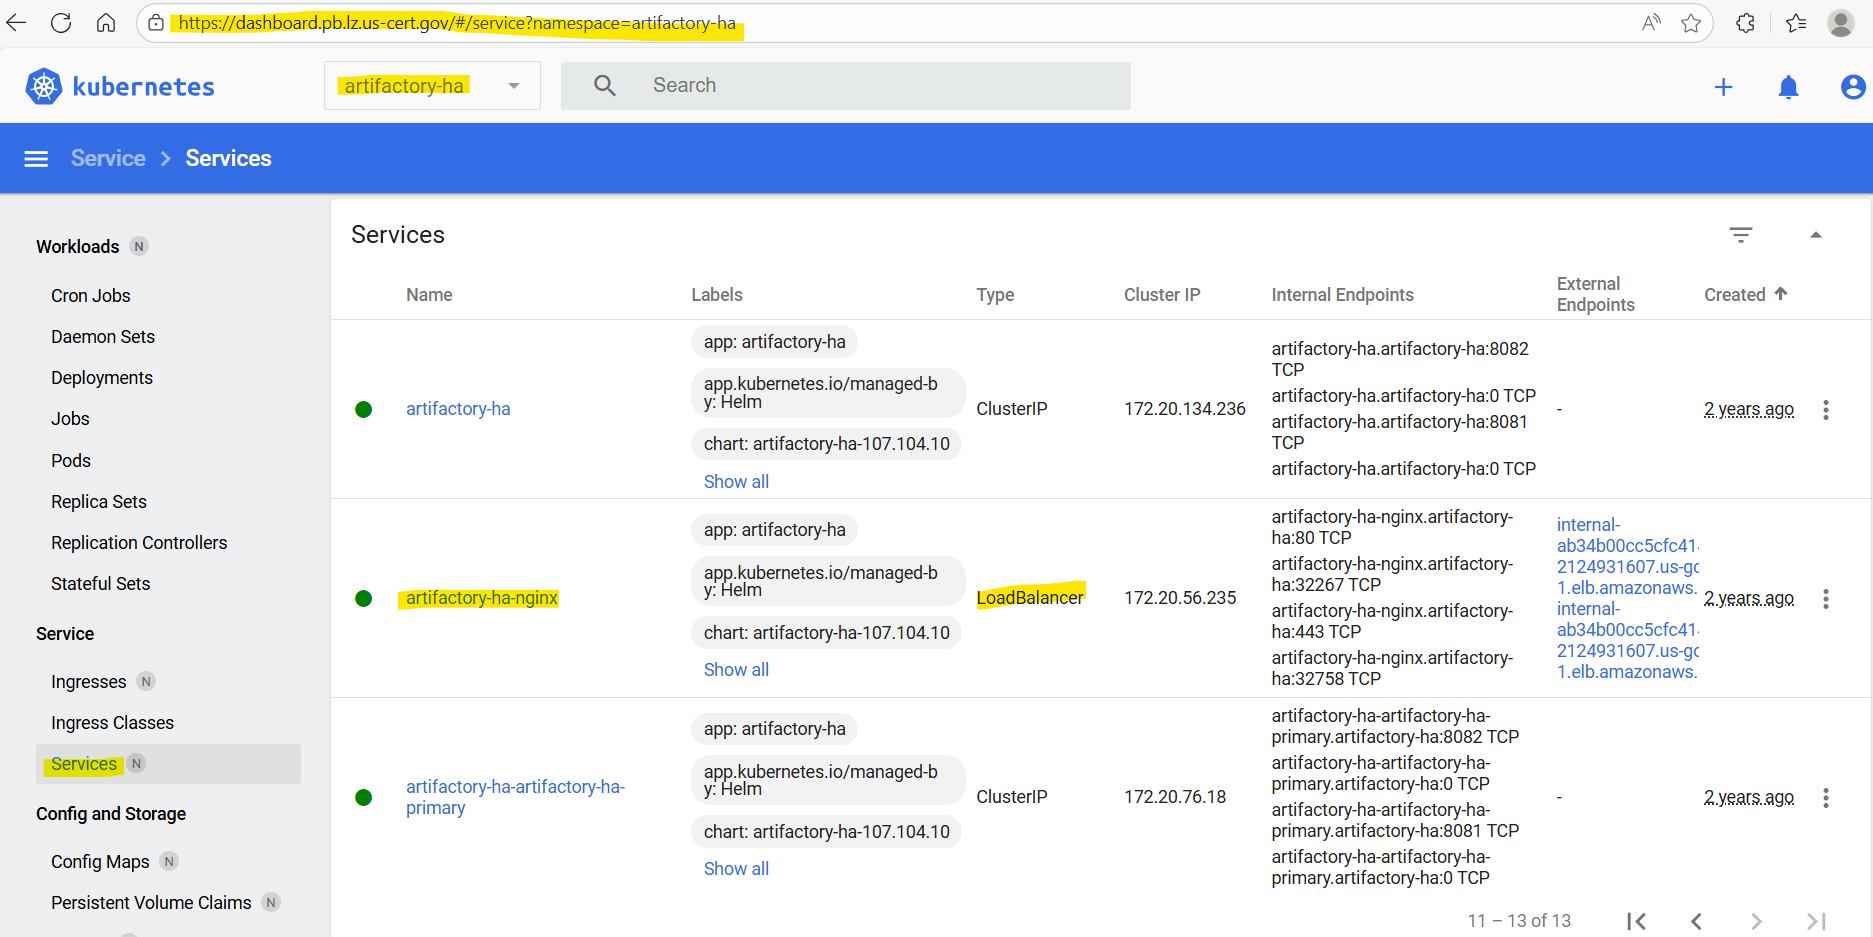 https://dashboard.pb.lz.us-cert.gov/#/service?namespace=artifactory-ha
kubernetes
artifactory-ha
Search
Service
Services
Workloads N
Cron Jobs
Daemon Sets
Deployments
Jobs
Pods
Replica Sets
Replication Controllers
Stateful Sets
Service
Ingresses N
Ingress Classes
Services N
Config and Storage
Config Maps N
Persistent Volume Claims N
Services
Name
Labels
Type
Cluster IP
Internal Endpoints
External
Endpoints
Created
artifactory-ha
app: artifactory-ha
app.kubernetes.io/managed-b
y: Helm
chart: artifactory-ha-107.104.10
Show all
ClusterIP
172.20.134.236
artifactory-ha.artifactory-ha:8082
TCP
artifactory-ha.artifactory-ha:0 TCP
artifactory-ha.artifactory-ha:8081
TCP
artifactory-ha.artifactory-ha:0 TCP
-
2 years ago
artifactory-ha-nginx
app: artifactory-ha
app.kubernetes.io/managed-b
y: Helm
chart: artifactory-ha-107.104.10
Show all
LoadBalancer
172.20.56.235
artifactory-ha-nginx.artifactory-
ha:80 TCP
artifactory-ha-nginx.artifactory-
ha:32267 TCP
artifactory-ha-nginx.artifactory-
ha:443 TCP
artifactory-ha-nginx.artifactory-
ha:32758 TCP
internal-
ab34b00cc5cfc41
2124931607.us-g
1.elb.amazonaws.
internal-
ab34b00cc5cfc41
2124931607.us-g
1.elb.amazonaws.
2 years ago
artifactory-ha-artifactory-ha-
primary
app: artifactory-ha
app.kubernetes.io/managed-b
y: Helm
chart: artifactory-ha-107.104.10
Show all
ClusterIP
172.20.76.18
artifactory-ha-artifactory-ha-
primary.artifactory-ha:8082 TCP
artifactory-ha-artifactory-ha-
primary.artifactory-ha:0 TCP
artifactory-ha-artifactory-ha-
primary.artifactory-ha:8081 TCP
artifactory-ha-artifactory-ha-
primary.artifactory-ha:0 TCP
-
2 years ago
11 – 13 of 13